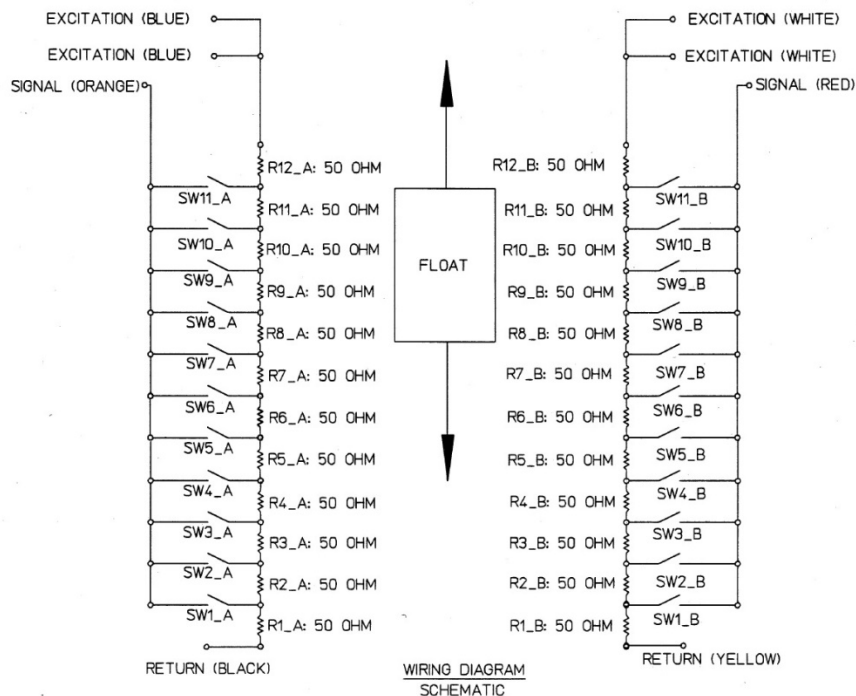 EXCITATION (BLUE)
EXCITATION (WHITE)
EXCITATION (BLUE)
EXCITATION (WHITE)
SIGNAL (ORANGE)
SIGNAL (RED)
R12_A: 50 OHM
R12_B: 50 OHM
SW11_A
R11_A: 50 OHM
R11_B: 50 OHM
SW11_B
SW10_A
R10_A: 50 OHM
R10_B: 50 OHM
SW10_B
FLOAT
SW9_A
R9_A: 50 OHM
R9_B: 50 OHM
SW9_B
SW8_A
R8_A: 50 OHM
R8_B: 50 OHM
SW8_B
SW7_A
R7_A: 50 OHM
R7_B: 50 OHM
SW7_B
SW6_A
R6_A: 50 OHM
R6_B: 50 OHM
SW6_B
SW5_A
R5_A: 50 OHM
R5_B: 50 OHM
SW5_B
SW4_A
R4_A: 50 OHM
R4_B: 50 OHM
SW4_B
SW3_A
R3_A: 50 OHM
R3_B: 50 OHM
SW3_B
SW2_A
R2_A: 50 OHM
R2_B: 50 OHM
SW2_B
SW1_A
R1_A: 50 OHM
R1_B: 50 OHM
SW1_B
RETURN (BLACK)
RETURN (YELLOW)
WIRING DIAGRAM
SCHEMATIC